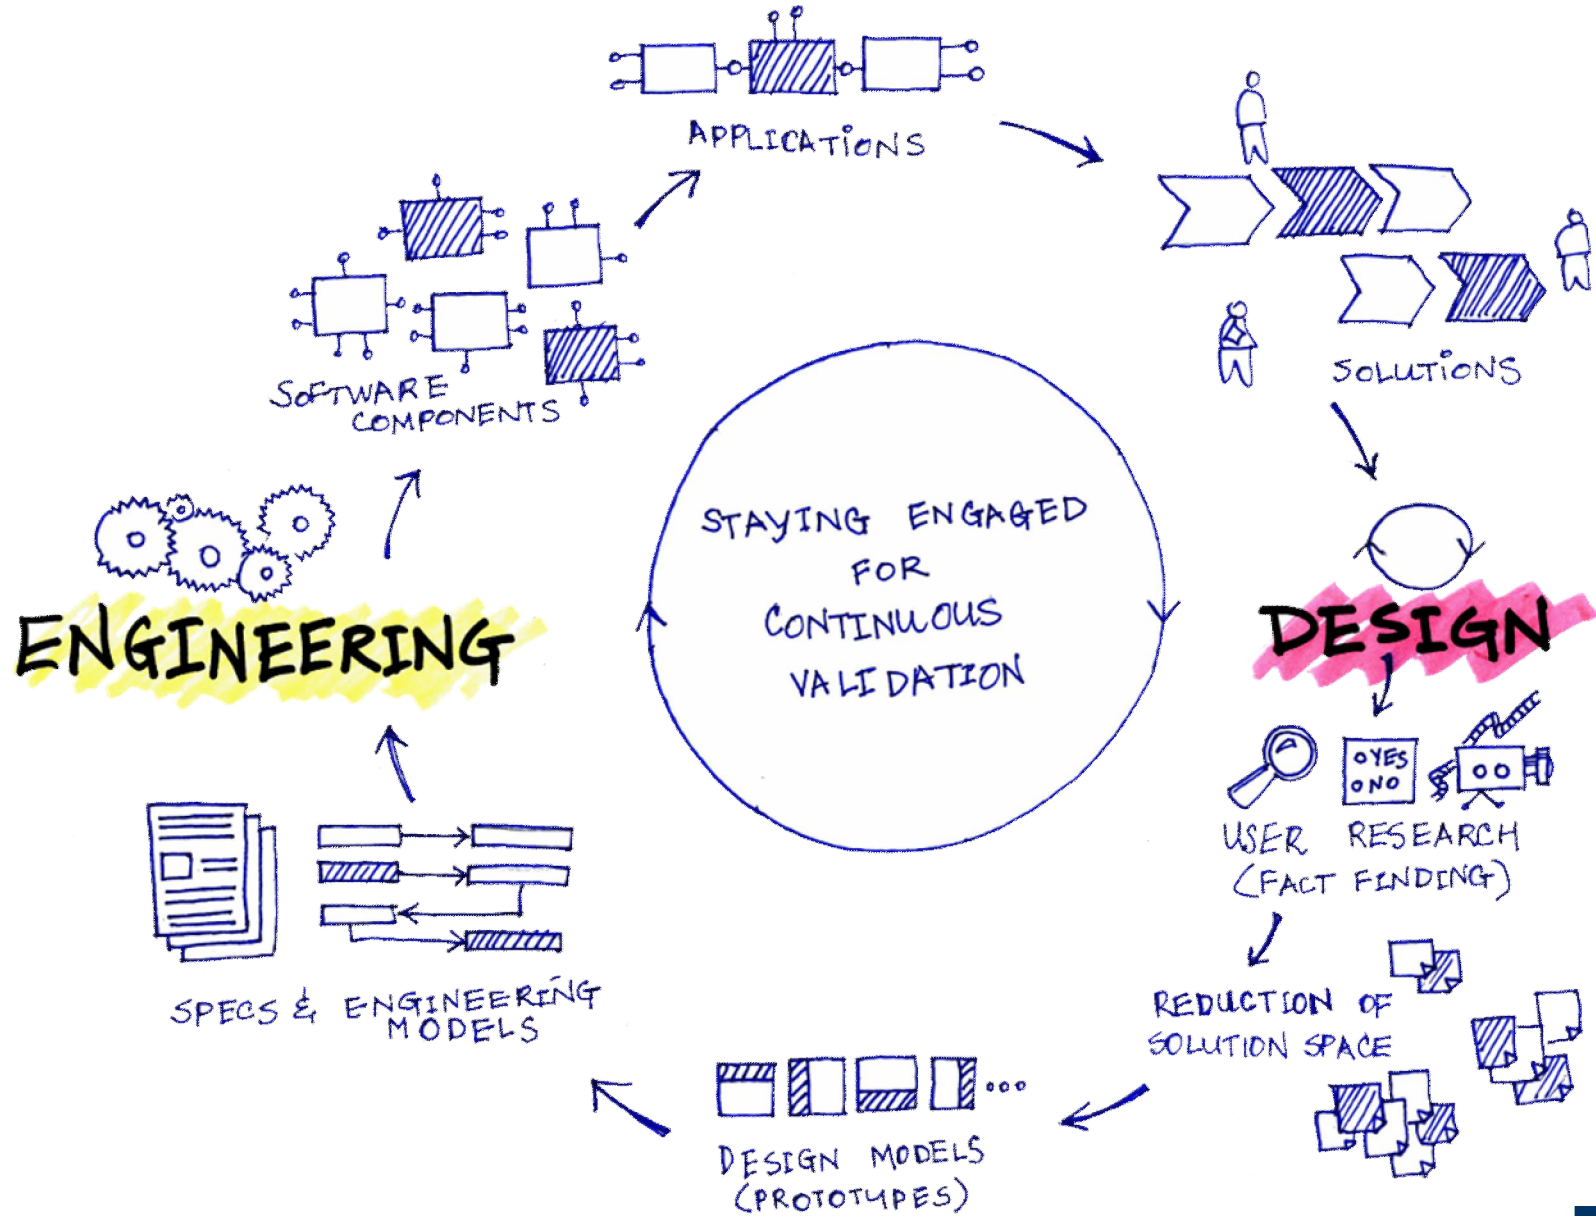 APPLICATIONS
SOLUTIONS
SOFTWARE
COMPONENTS
STAYING ENGAGED
FOR
CONTINUOUS
VALIDATION
ENGINEERING
DESIGN
O YES
O NO
USER RESEARCH
(FACT FINDING)
REDUCTION OF
SOLUTION SPACE
SPECS & ENGINEERING
MODELS
DESIGN MODELS
(PROTOTYPES)